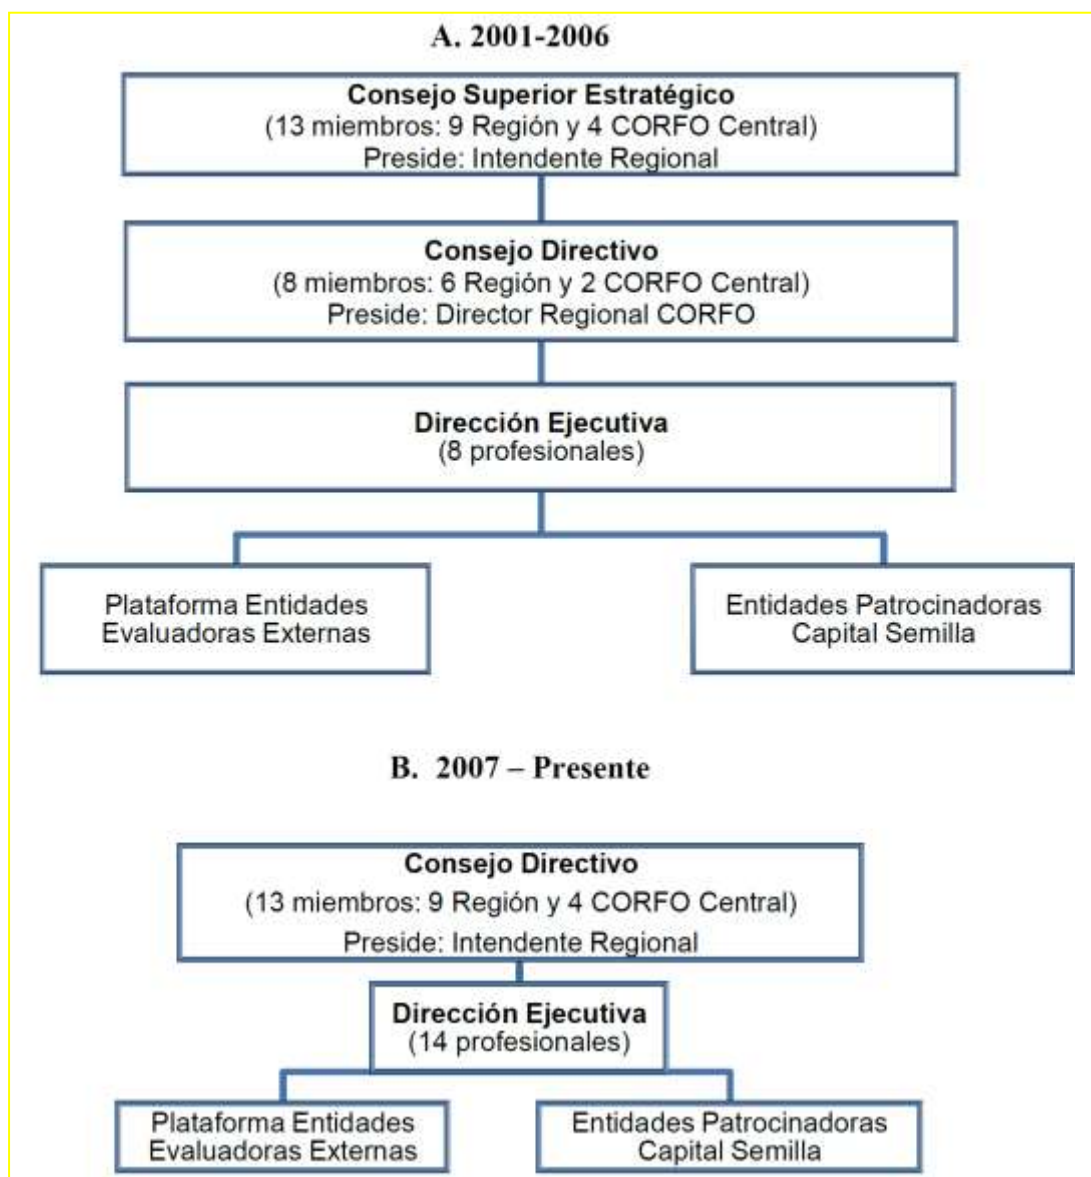 A. 2001-2006
Consejo Superior Estratégico
(13 miembros: 9 Región y 4 CORFO Central)
Preside: Intendente Regional
Consejo Directivo
(8 miembros: 6 Región y 2 CORFO Central)
Preside: Director Regional CORFO
Dirección Ejecutiva
(8 profesionales)
Plataforma Entidades
Evaluadoras Externas
Entidades Patrocinadoras
Capital Semilla
B. 2007 – Presente
Consejo Directivo
(13 miembros: 9 Región y 4 CORFO Central)
Preside: Intendente Regional
Dirección Ejecutiva
(14 profesionales)
Plataforma Entidades
Evaluadoras Externas
Entidades Patrocinadoras
Capital Semilla